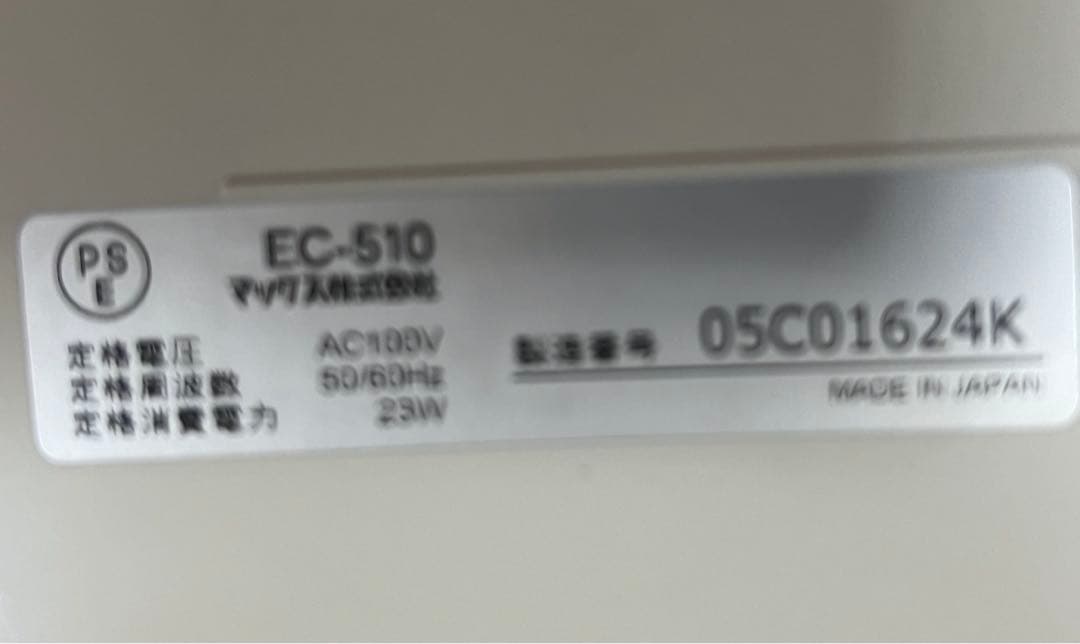 PS
E
EC-510
マックス株式会社
定格電圧 AC100V
定格周波数 50/60Hz
定格消費電力 23W
製造番号 05C01624K
MADE IN JAPAN